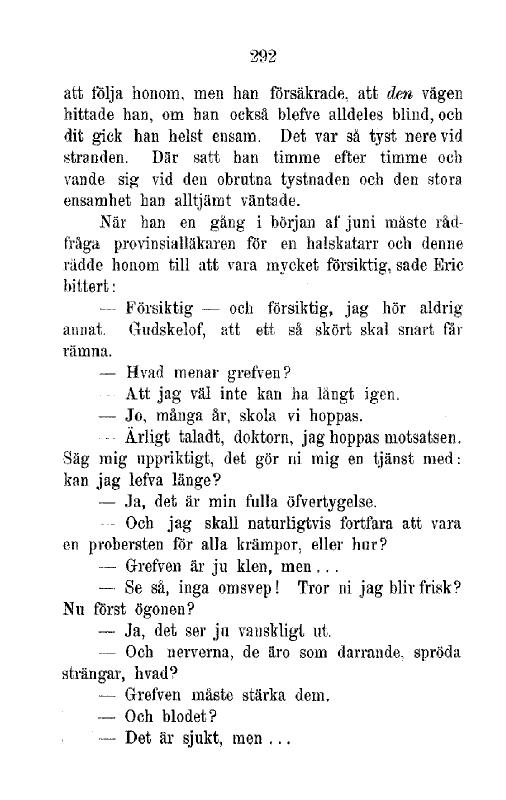 292
att följa honom, men han försäkrade, att den vägen
hittade han, om han också blefve alldeles blind, och
dit gick han helst ensam. Det var så tyst nere vid
stranden. Där satt han timme efter timme och
vande sig vid den obrutna tystnaden och den stora
ensamhet han alltjämt väntade.
När han en gång i början af juni måste råd-
fråga provinsialläkaren för en halskatarr och denne
rådde honom till att vara mycket försiktig, sade Eric
bittert:
— Försiktig — och försiktig, jag hör aldrig
annat. Gudskelof, att ett så skört skal snart får
rämna.
— Hvad menar grefven?
— Att jag väl inte kan ha långt igen.
— Jo, många år, skola vi hoppas.
— Ärligt taladt, doktorn, jag hoppas motsatsen.
Säg mig uppriktigt, det gör ni mig en tjänst med:
kan jag lefva länge?
— Ja, det är min fulla öfvertygelse.
— Och jag skall naturligtvis fortfara att vara
en probersten för alla krämpor, eller hur?
— Grefven är ju klen, men . . .
— Se så, inga omsvep! Tror ni jag blir frisk?
Nu först ögonen?
— Ja, det ser ju vanskligt ut.
— Och nerverna, de äro som darrande, spröda
strängar, hvad?
— Grefven måste stärka dem.
— Och blodet?
— Det är sjukt, men . . .